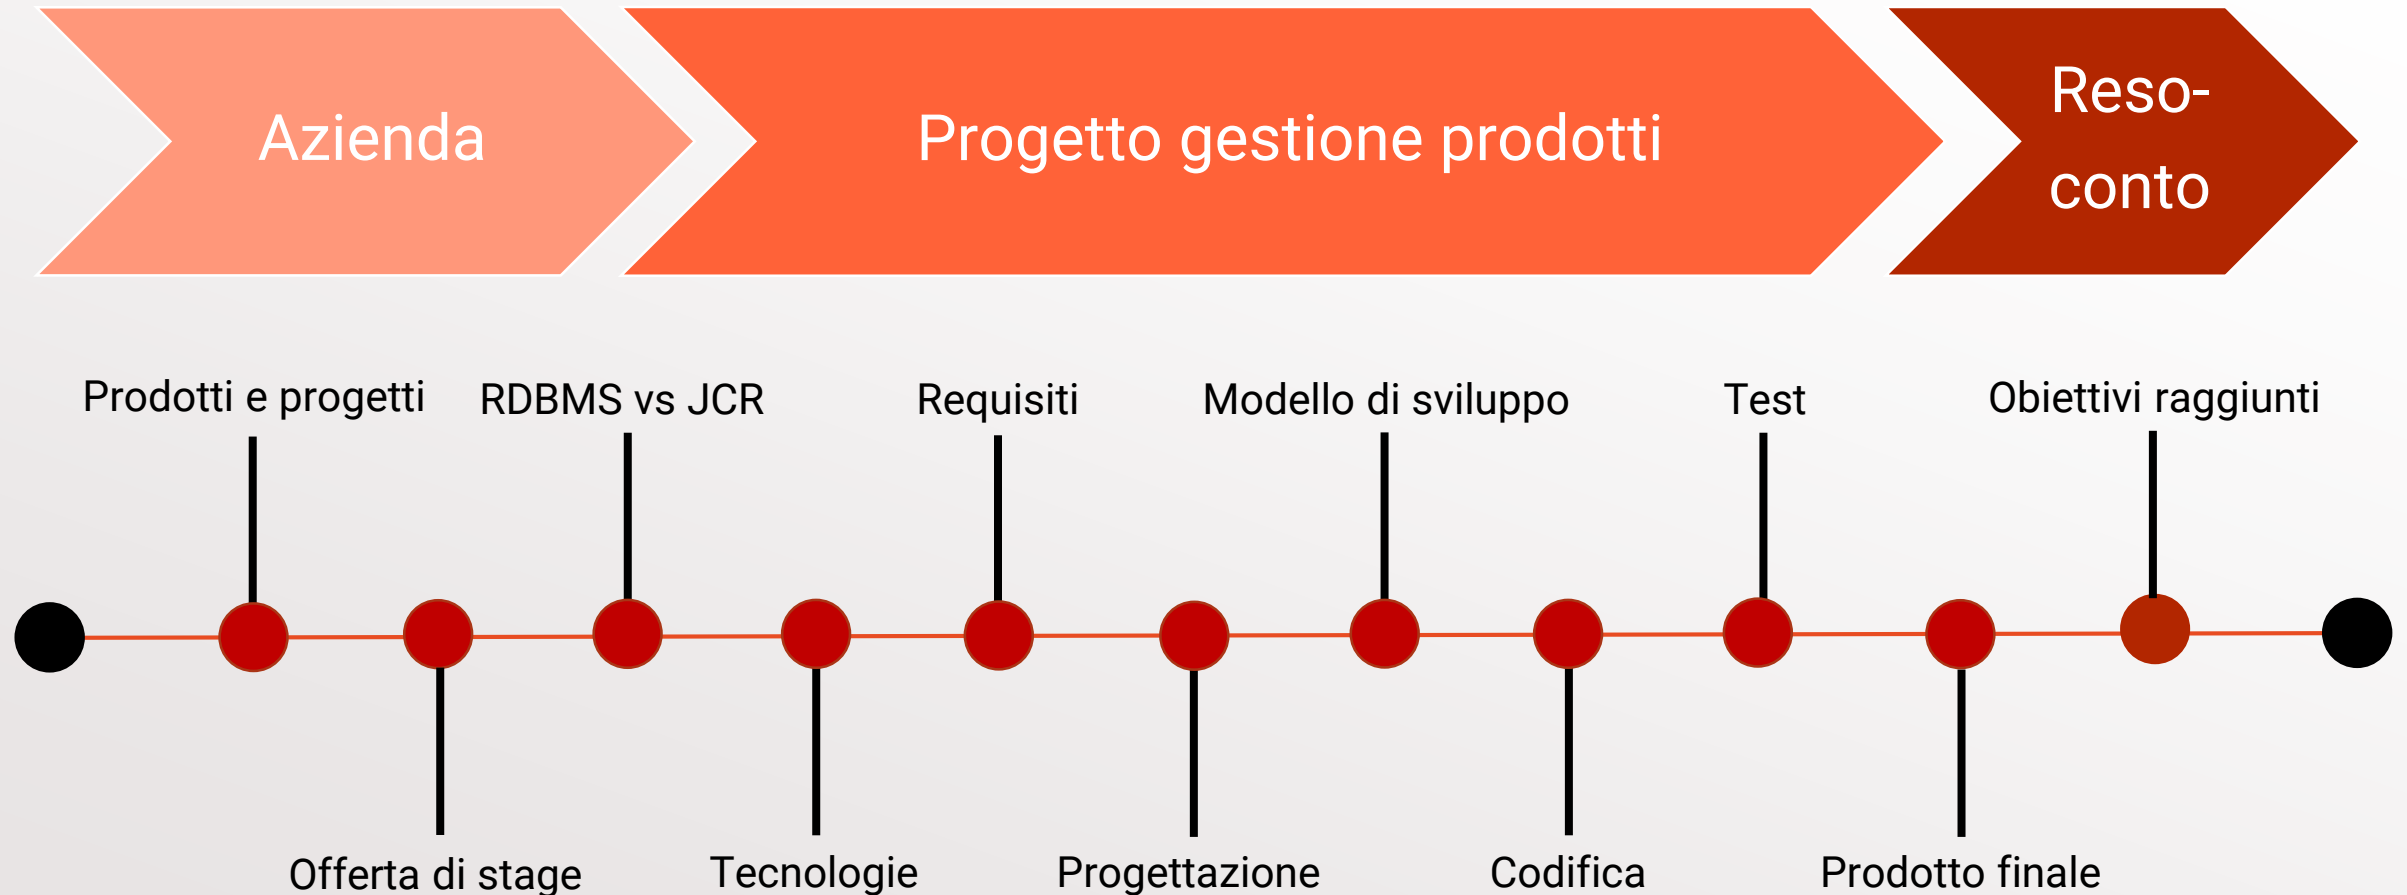 Azienda
Progetto gestione prodotti
Reso-
conto
Prodotti e progetti
RDBMS vs JCR
Requisiti
Modello di sviluppo
Test
Obiettivi raggiunti
Offerta di stage
Tecnologie
Progettazione
Codifica
Prodotto finale